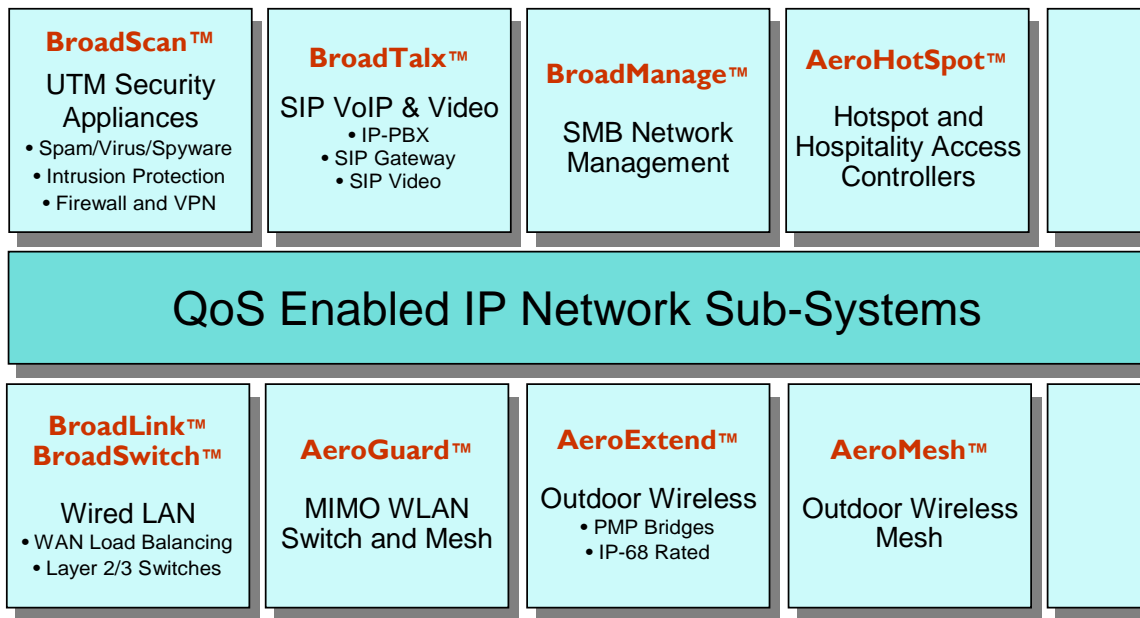 BroadScan™
UTM Security
Appliances
• Spam/Virus/Spyware
• Intrusion Protection
• Firewall and VPN
BroadTalx™
SIP VoIP & Video
• IP-PBX
• SIP Gateway
• SIP Video
BroadManage™
SMB Network
Management
AeroHotSpot™
Hotspot and
Hospitality Access
Controllers
QoS Enabled IP Network Sub-Systems
BroadLink™
BroadSwitch™
Wired LAN
• WAN Load Balancing
• Layer 2/3 Switches
AeroGuard™
MIMO WLAN
Switch and Mesh
AeroExtend™
Outdoor Wireless
• PMP Bridges
• IP-68 Rated
AeroMesh™
Outdoor Wireless
Mesh